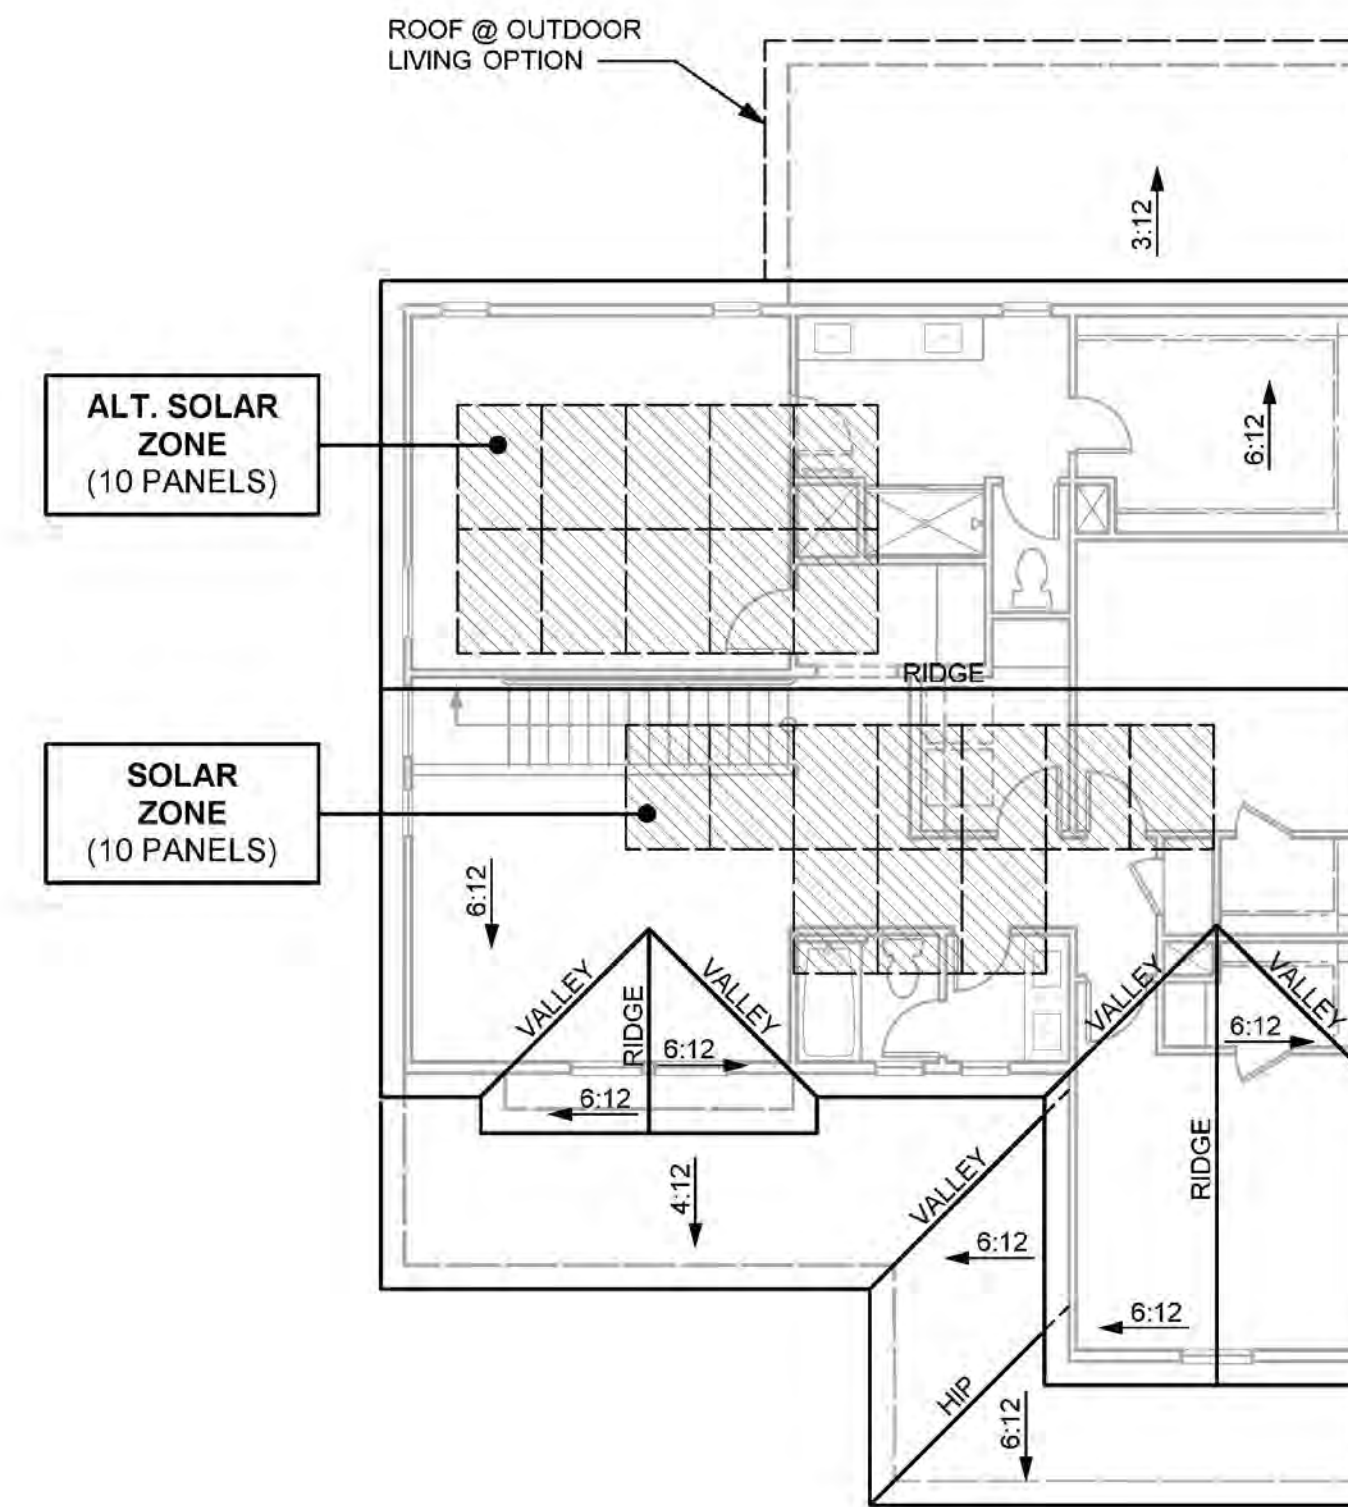 ROOF @ OUTDOOR
LIVING OPTION
3:12
ALT. SOLAR
ZONE
(10 PANELS)
6:12
RIDGE
SOLAR
ZONE
(10 PANELS)
6:12
VALLEY
RIDGE
VALLEY
6:12
6:12
VALLEY
VALLEY
6:12
RIDGE
4:12
VALLEY
6:12
6:12
HIP
6:12